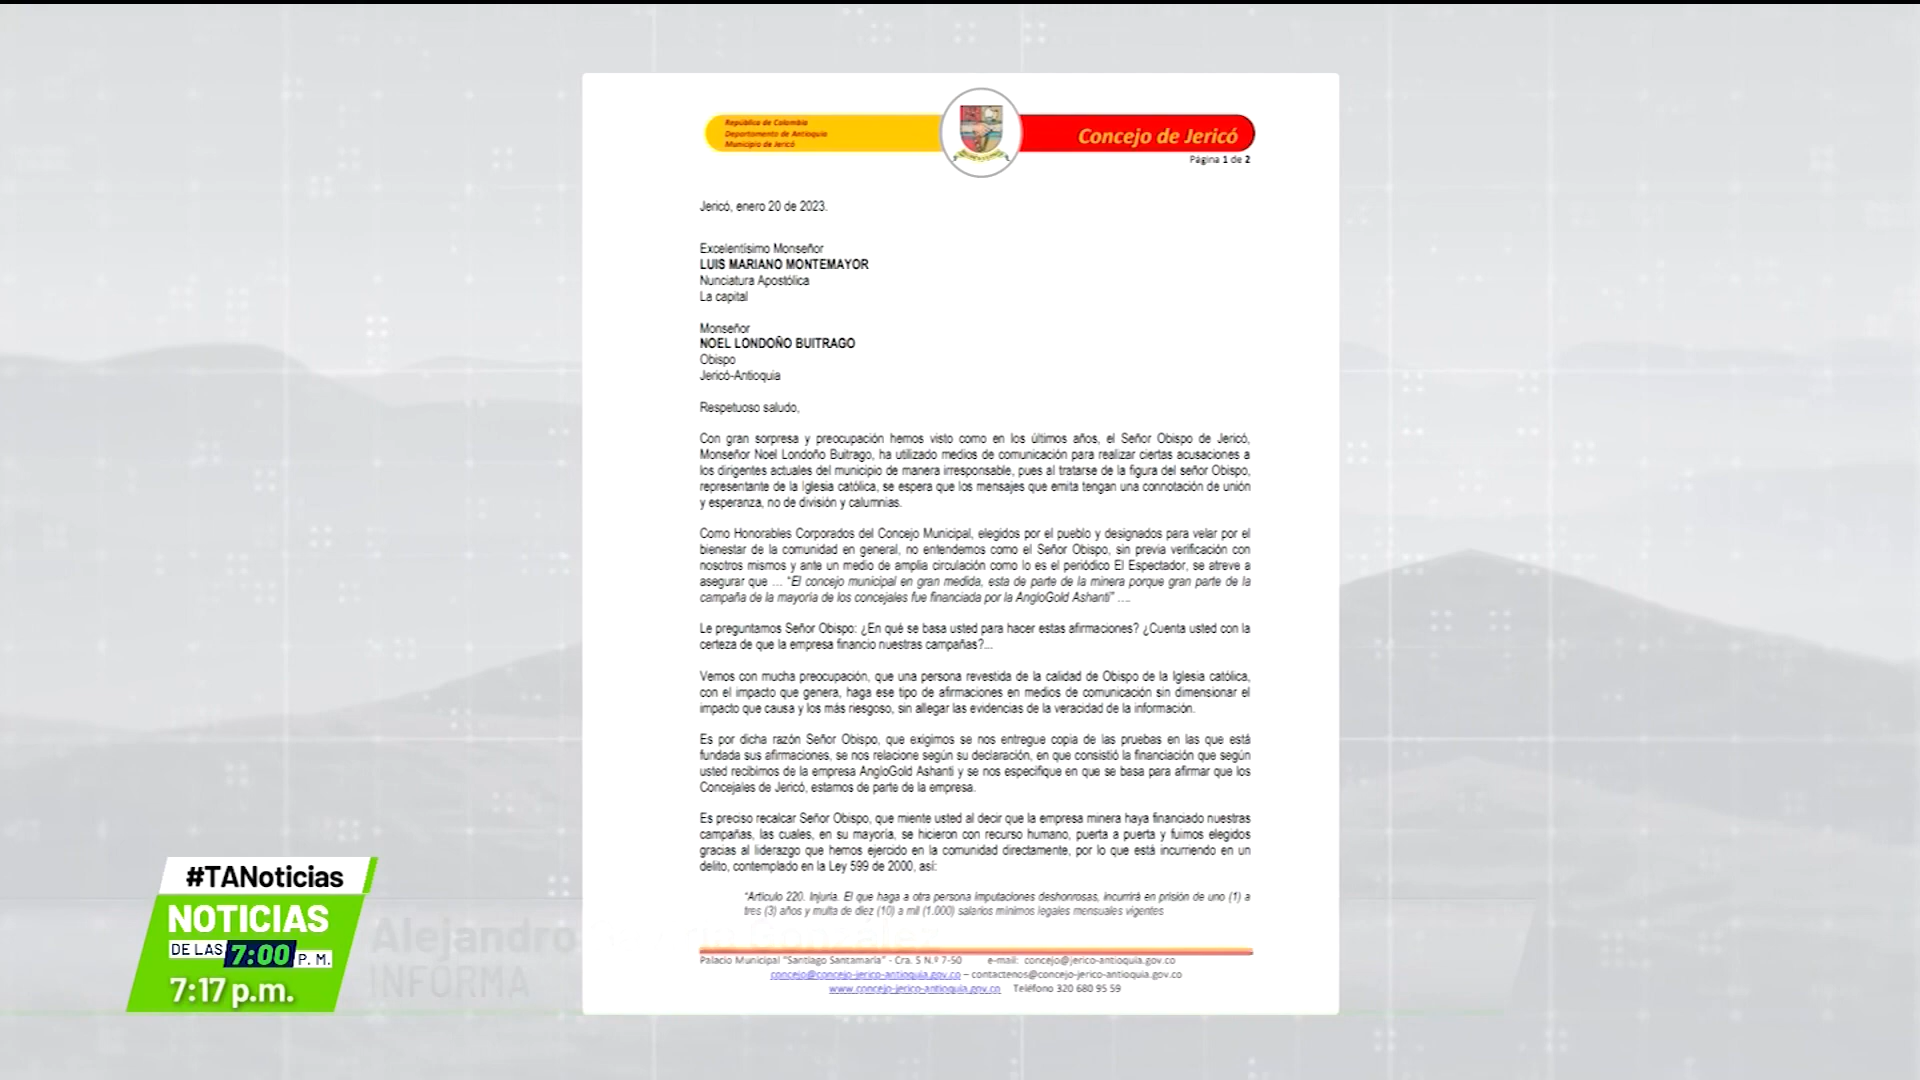 República de Colombia
Departamento de Antioquia
Municipio de Jericó
Concejo de Jericó
Página 1 de 2
Jericó, enero 20 de 2023.
Excelentísimo Monseñor
LUIS MARIANO MONTEMAYOR
Nunciatura Apostólica
La capital
Monseñor
NOEL LONDOÑO BUITRAGO
Obispo
Jericó-Antioquia
Respetuoso saludo,
Con gran sorpresa y preocupación hemos visto como en los últimos años, el Señor Obispo de Jericó,
Monseñor Noel Londoño Buitrago, ha utilizado medios de comunicación para realizar ciertas acusaciones a
los dirigentes actuales del municipio de manera irresponsable, pues al tratarse de la figura del señor Obispo,
representante de la Iglesia católica, se espera que los mensajes que emita tengan una connotación de unión
y esperanza, no de división y calumnias.
Como Honorables Corporados del Concejo Municipal, elegidos por el pueblo y designados para velar por el
bienestar de la comunidad en general, no entendemos como el Señor Obispo, sin previa verificación con
nosotros mismos y ante un medio de amplia circulación como lo es el periódico El Espectador, se atreve a
asegurar que … “El concejo municipal en gran medida, esta de parte de la minera porque gran parte de la
campaña de la mayoría de los concejales fue financiada por la AngloGold Ashanti” ….
Le preguntamos Señor Obispo: ¿En qué se basa usted para hacer estas afirmaciones? ¿Cuenta usted con la
certeza de que la empresa financio nuestras campañas?...
Vemos con mucha preocupación, que una persona revestida de la calidad de Obispo de la Iglesia católica,
con el impacto que genera, haga ese tipo de afirmaciones en medios de comunicación sin dimensionar el
impacto que causa y los más riesgoso, sin allegar las evidencias de la veracidad de la información.
Es por dicha razón Señor Obispo, que exigimos se nos entregue copia de las pruebas en las que está
fundada sus afirmaciones, se nos relacione según su declaración, en que consistió la financiación que según
usted recibimos de la empresa AngloGold Ashanti y se nos especifique en que se basa para afirmar que los
Concejales de Jericó, estamos de parte de la empresa.
Es preciso recalcar Señor Obispo, que miente usted al decir que la empresa minera haya financiado nuestras
campañas, las cuales, en su mayoría, se hicieron con recurso humano, puerta a puerta y fuimos elegidos
gracias al liderazgo que hemos ejercido en la comunidad directamente, por lo que está incurriendo en un
delito, contemplado en la Ley 599 de 2000, así:
“Artículo 220. Injuria. El que haga a otra persona imputaciones deshonrosas, incurrirá en prisión de uno (1) a
tres (3) años y multa de diez (10) a mil (1.000) salarios mínimos legales mensuales vigentes
Palacio Municipal “Santiago Santamaría” - Cra. 5 N.º 7-50 e-mail: concejo@jerico-antioquia.gov.co
concejo@concejo-jerico-antioquia.gov.co – contactenos@concejo-jerico-antioquia.gov.co
www.concejo-jerico-antioquia.gov.co Teléfono 320 680 95 59
#TANoticias
NOTICIAS
DE LAS 7:00 P. M.
7:17 p.m.
Alejandro
INFORMA